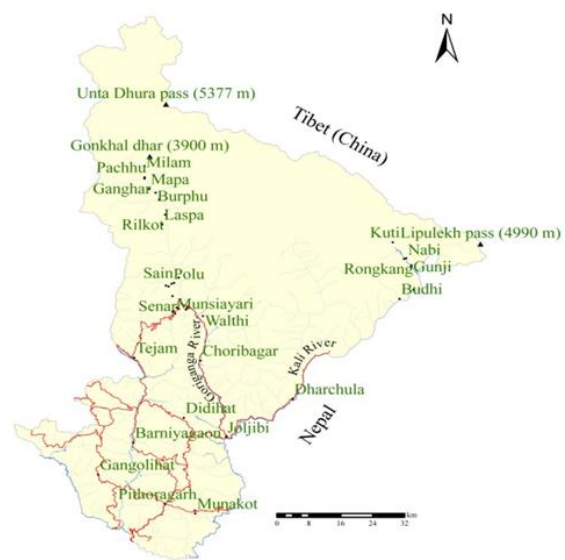 N
Unta Dhura pass (5377 m)
Tibet (China)
Gonkhal dhar (3900 m)
Pachhu Milam
Mapa
Ganghar
Burphu
Laspa
Rilkot
Kuti Lipulekh pass (4990 m)
Nabi
Rongkang Gunji
Budhi
Sain Polu
Senar Munsiayari
Walthi
Tejam
Goriganga River
Choribagar
Kali River
Dharchula
Didihat
Nepal
Joljibi
Barniyagaon
Gangolihat
Pithoragarh
Munakot
0 4 8 16 24 32 km